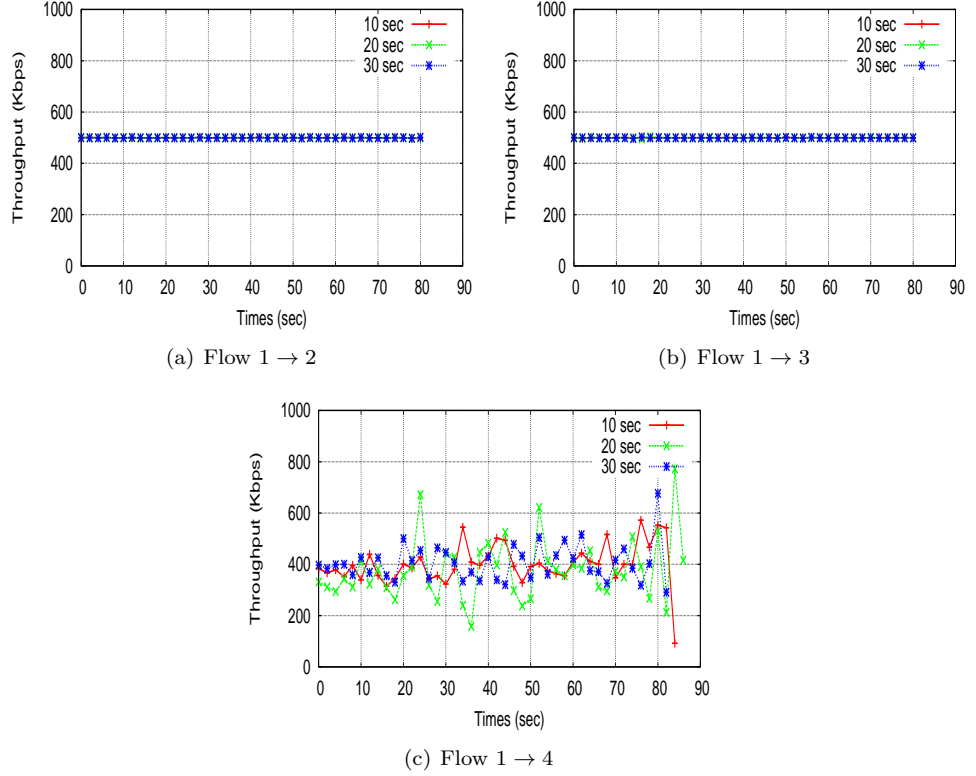 1000
800
600
400
200
0
Throughput (Kbps)
10 sec
20 sec
30 sec
0 10 20 30 40 50 60 70 80 90
Times (sec)
(a) Flow 1 → 2
1000
800
600
400
200
0
Throughput (Kbps)
10 sec
20 sec
30 sec
0 10 20 30 40 50 60 70 80 90
Times (sec)
(b) Flow 1 → 3
1000
800
600
400
200
0
Throughput (Kbps)
10 sec
20 sec
30 sec
0 10 20 30 40 50 60 70 80 90
Times (sec)
(c) Flow 1 → 4